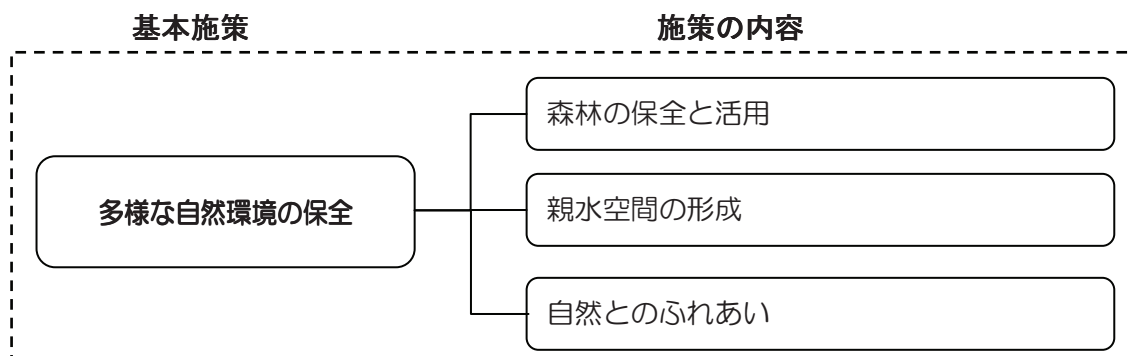 基本施策
施策の内容
多様な自然環境の保全
森林の保全と活用
親水空間の形成
自然とのふれあい